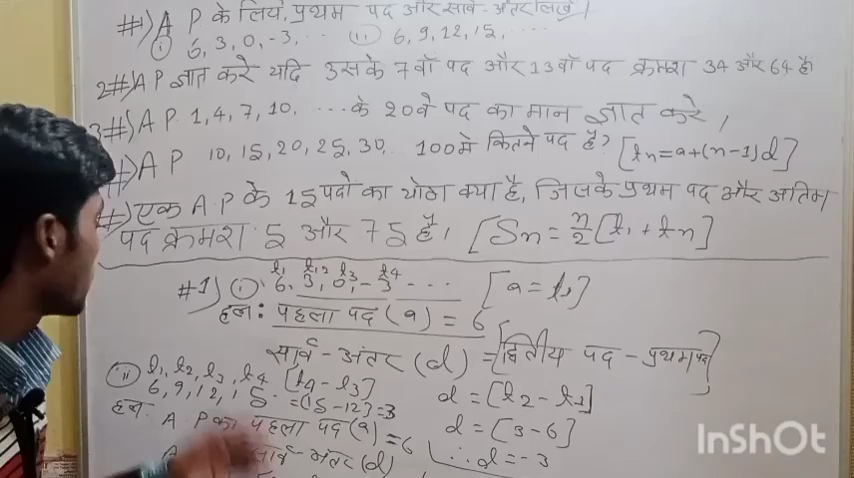 #1) A P के लिये, प्रथम पद और सार्व-अंतर लिखें।
(i) 6, 3, 0, -3, ... (ii) 6, 9, 12, 15, ....
2#) A P ज्ञात करे यदि उसके 7वाँ पद और 13वाँ पद क्रमश 34 और 64 है
3#) A P 1, 4, 7, 10, ... के 20वे पद का मान ज्ञात करे,
#) A P 10, 15, 20, 25, 30, .. 100 मे कितने पद है? [tn = a+(n-1)d]
#) एक A.P के 15 पदो का योग क्या है, जिसके प्रथम पद और अंतिम
पद क्रमश 5 और 75 है। [Sn = n/2 [t1 + tn]
t1 t2 t3 t4
#1) (i) 6, 3, 0, -3 ... [a = t1]
हल: पहला पद (a) = 6
सार्व-अंतर (d) = [द्वितीय पद - प्रथम पद]
d = [t2 - t1]
d = [3-6]
∴ d = -3
(ii) t1, t2, t3, t4 [t4 - t3]
6, 9, 12, 15. = (15-12) = 3
हल: A.P का पहला पद (a) = 6
सार्व-अंतर (d)
InShOt